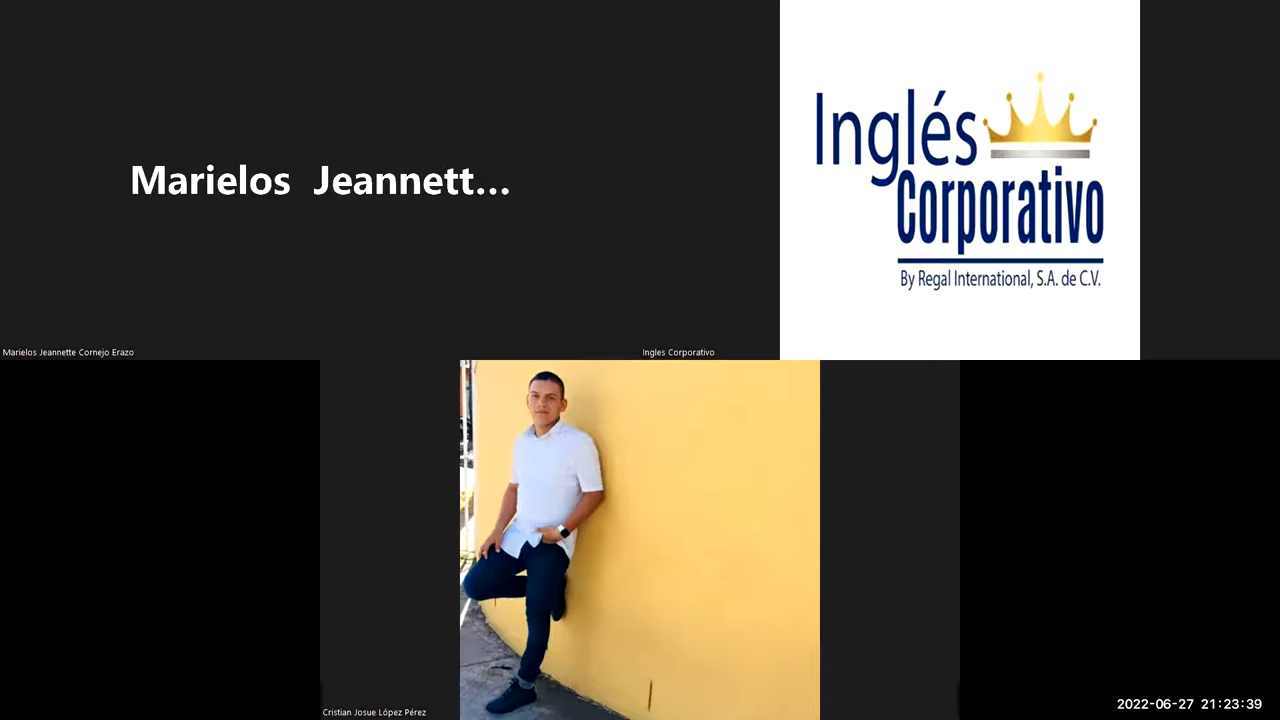 Marielos Jeannett...
Inglés
Corporativo
By Regal International, S.A. de C.V.
Marielos Jeannette Cornejo Erazo
Ingles Corporativo
Cristian Josue López Pérez
2022-06-27 21:23:39